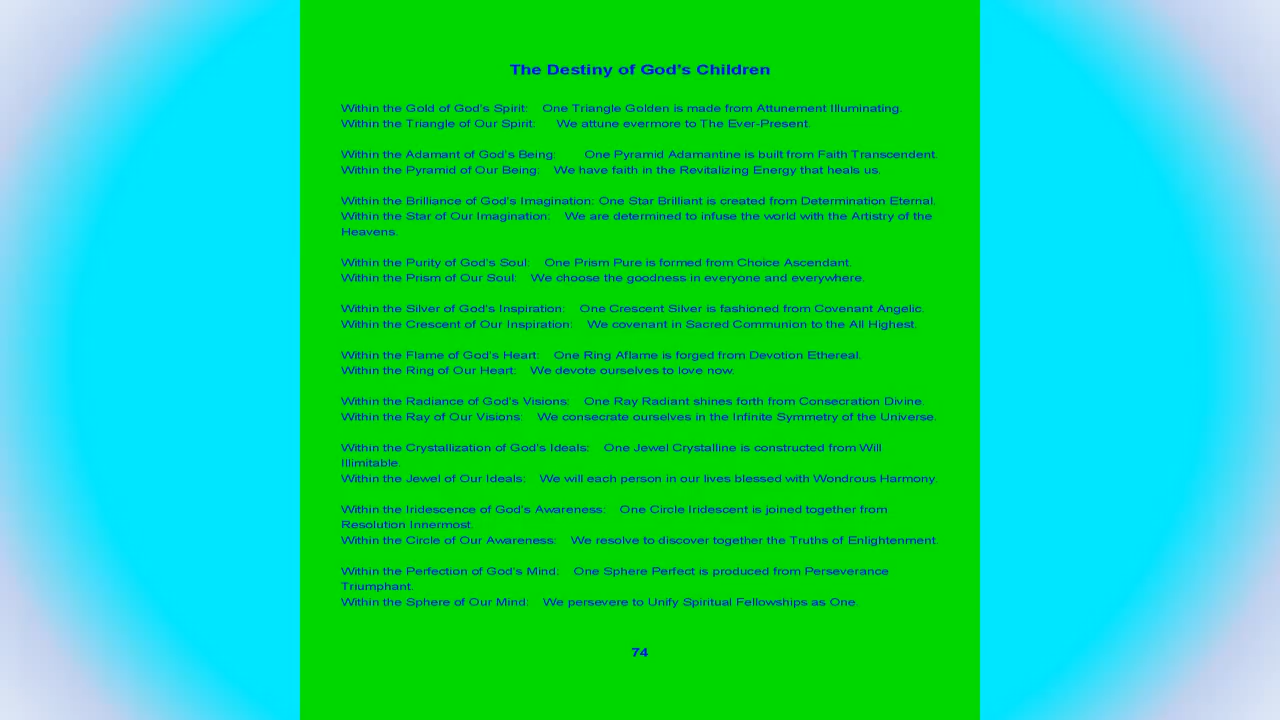 The Destiny of God's Children
Within the Gold of God's Spirit: One Triangle Golden is made from Attunement Illuminating.
Within the Triangle of Our Spirit: We attune evermore to The Ever-Present.
Within the Adamant of God's Being: One Pyramid Adamantine is built from Faith Transcendent.
Within the Pyramid of Our Being: We have faith in the Revitalizing Energy that heals us.
Within the Brilliance of God's Imagination: One Star Brilliant is created from Determination Eternal.
Within the Star of Our Imagination: We are determined to infuse the world with the Artistry of the
Heavens.
Within the Purity of God's Soul: One Prism Pure is formed from Choice Ascendant.
Within the Prism of Our Soul: We choose the goodness in everyone and everywhere.
Within the Silver of God's Inspiration: One Crescent Silver is fashioned from Covenant Angelic.
Within the Crescent of Our Inspiration: We covenant in Sacred Communion to the All Highest.
Within the Flame of God's Heart: One Ring Aflame is forged from Devotion Ethereal.
Within the Ring of Our Heart: We devote ourselves to love now.
Within the Radiance of God's Visions: One Ray Radiant shines forth from Consecration Divine.
Within the Ray of Our Visions: We consecrate ourselves in the Infinite Symmetry of the Universe.
Within the Crystallization of God's Ideals: One Jewel Crystalline is constructed from Will
Illimitable.
Within the Jewel of Our Ideals: We will each person in our lives blessed with Wondrous Harmony.
Within the Iridescence of God's Awareness: One Circle Iridescent is joined together from
Resolution Innermost.
Within the Circle of Our Awareness: We resolve to discover together the Truths of Enlightenment.
Within the Perfection of God's Mind: One Sphere Perfect is produced from Perseverance
Triumphant.
Within the Sphere of Our Mind: We persevere to Unify Spiritual Fellowships as One.
74